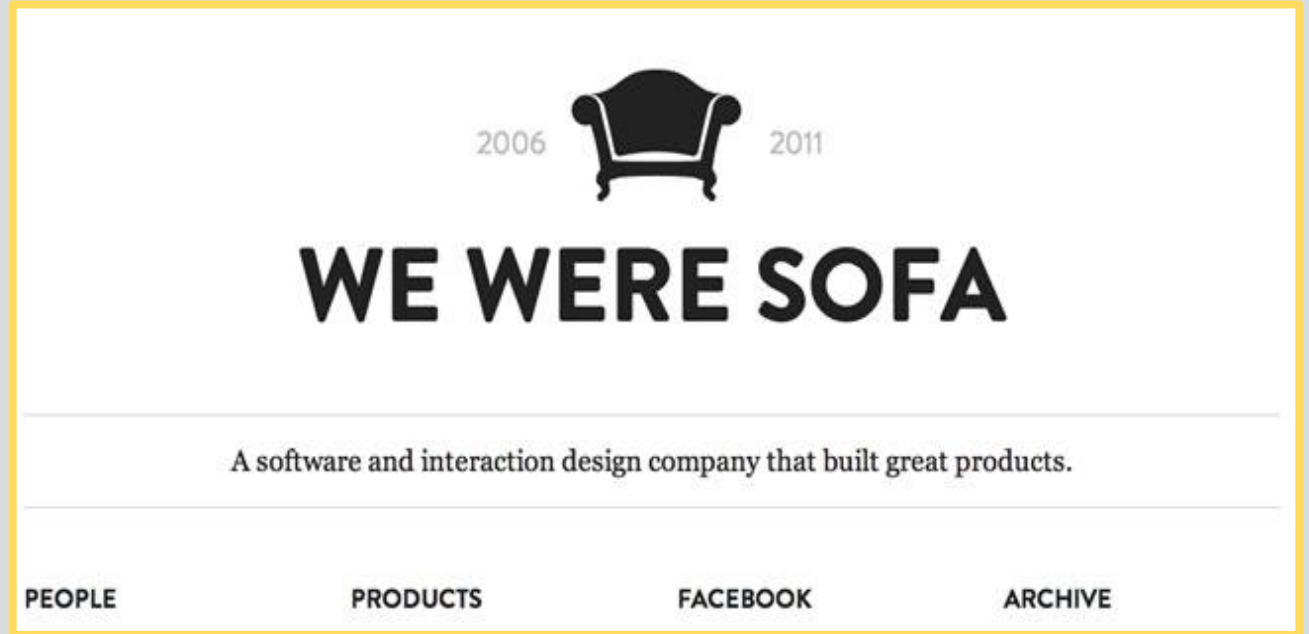 2006 2011
WE WERE SOFA
A software and interaction design company that built great products.
PEOPLE PRODUCTS FACEBOOK ARCHIVE